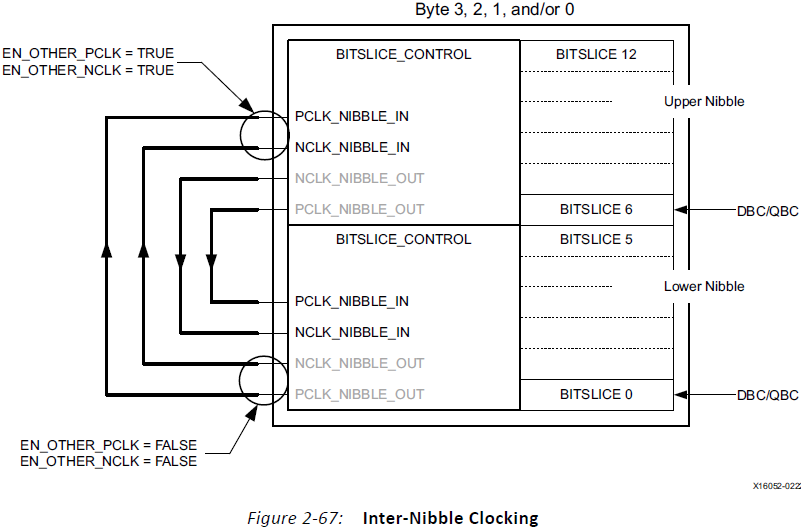 Byte 3, 2, 1, and/or 0
EN_OTHER_PCLK = TRUE
EN_OTHER_NCLK = TRUE
BITSLICE_CONTROL
BITSLICE 12
Upper Nibble
PCLK_NIBBLE_IN
NCLK_NIBBLE_IN
NCLK_NIBBLE_OUT
PCLK_NIBBLE_OUT
BITSLICE 6
DBC/QBC
BITSLICE_CONTROL
BITSLICE 5
Lower Nibble
PCLK_NIBBLE_IN
NCLK_NIBBLE_IN
NCLK_NIBBLE_OUT
PCLK_NIBBLE_OUT
BITSLICE 0
DBC/QBC
EN_OTHER_PCLK = FALSE
EN_OTHER_NCLK = FALSE
X16052-022
Figure 2-67: Inter-Nibble Clocking